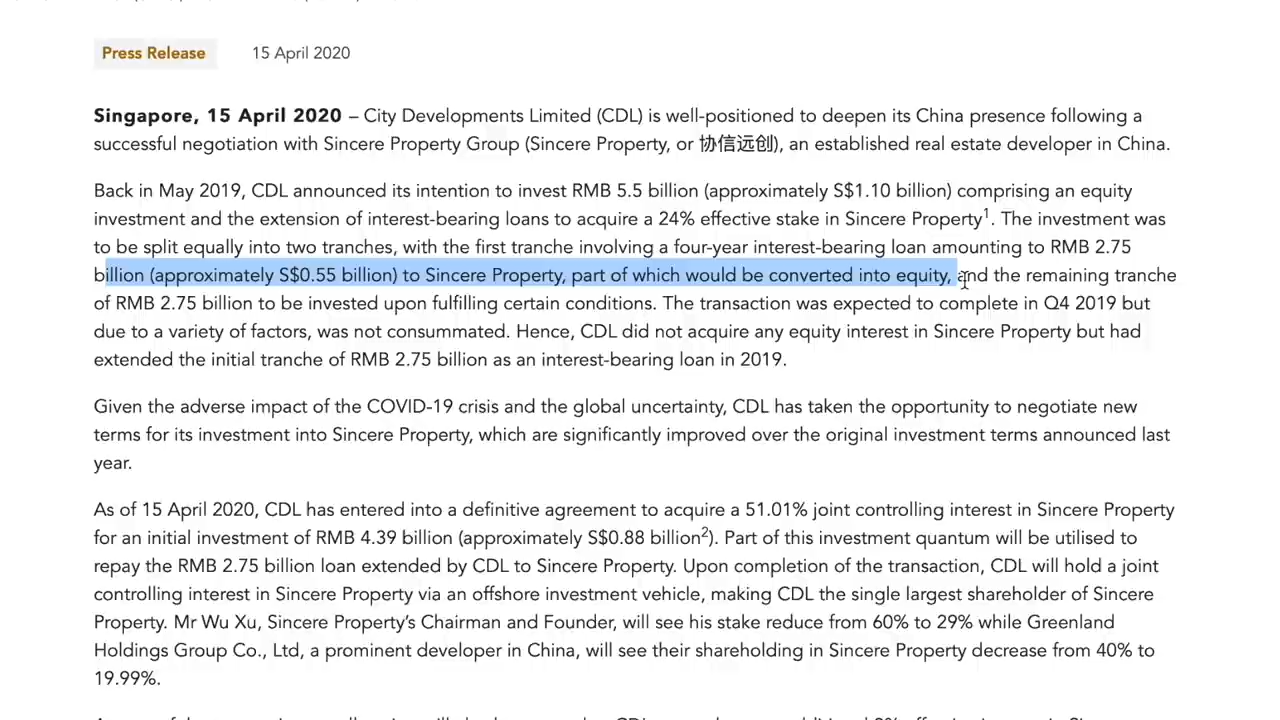 Press Release 15 April 2020
Singapore, 15 April 2020 – City Developments Limited (CDL) is well-positioned to deepen its China presence following a
successful negotiation with Sincere Property Group (Sincere Property, or 协信远创), an established real estate developer in China.
Back in May 2019, CDL announced its intention to invest RMB 5.5 billion (approximately S$1.10 billion) comprising an equity
investment and the extension of interest-bearing loans to acquire a 24% effective stake in Sincere Property1. The investment was
to be split equally into two tranches, with the first tranche involving a four-year interest-bearing loan amounting to RMB 2.75
billion (approximately S$0.55 billion) to Sincere Property, part of which would be converted into equity, and the remaining tranche
of RMB 2.75 billion to be invested upon fulfilling certain conditions. The transaction was expected to complete in Q4 2019 but
due to a variety of factors, was not consummated. Hence, CDL did not acquire any equity interest in Sincere Property but had
extended the initial tranche of RMB 2.75 billion as an interest-bearing loan in 2019.
Given the adverse impact of the COVID-19 crisis and the global uncertainty, CDL has taken the opportunity to negotiate new
terms for its investment into Sincere Property, which are significantly improved over the original investment terms announced last
year.
As of 15 April 2020, CDL has entered into a definitive agreement to acquire a 51.01% joint controlling interest in Sincere Property
for an initial investment of RMB 4.39 billion (approximately S$0.88 billion2). Part of this investment quantum will be utilised to
repay the RMB 2.75 billion loan extended by CDL to Sincere Property. Upon completion of the transaction, CDL will hold a joint
controlling interest in Sincere Property via an offshore investment vehicle, making CDL the single largest shareholder of Sincere
Property. Mr Wu Xu, Sincere Property’s Chairman and Founder, will see his stake reduce from 60% to 29% while Greenland
Holdings Group Co., Ltd, a prominent developer in China, will see their shareholding in Sincere Property decrease from 40% to
19.99%.